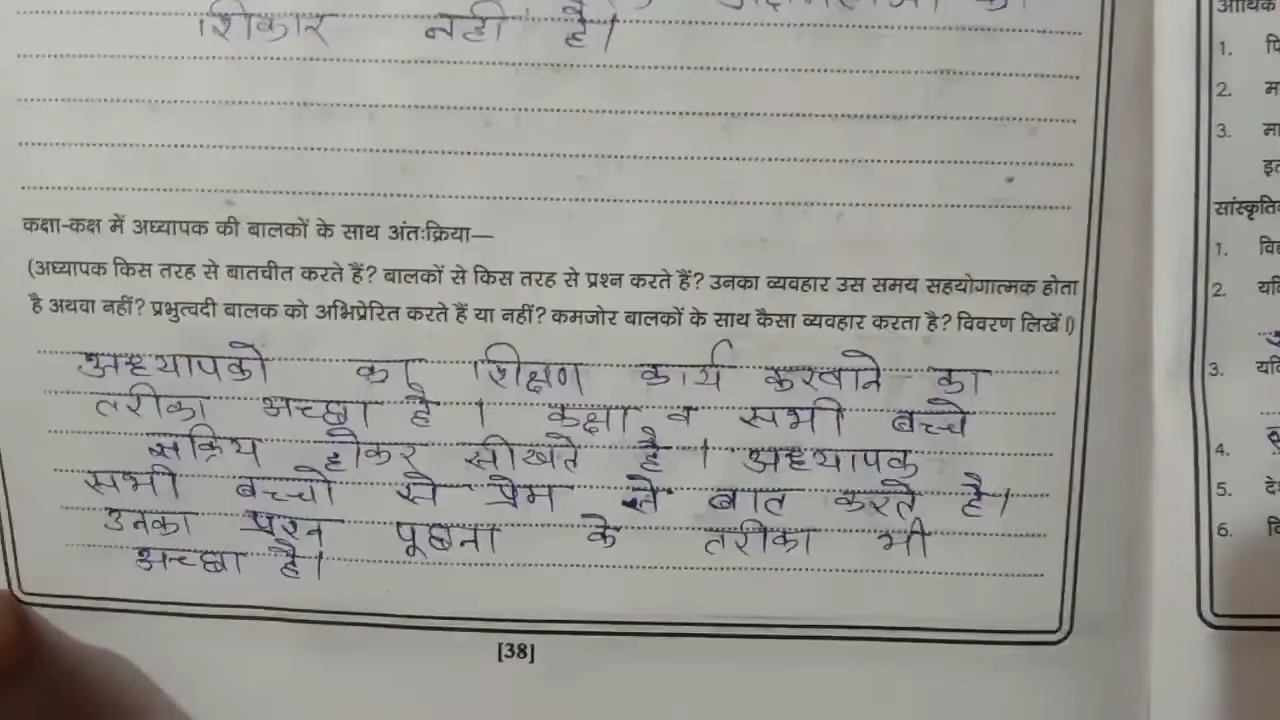 शिकार नहीं है।
कक्षा-कक्ष में अध्यापक की बालकों के साथ अंतःक्रिया—
(अध्यापक किस तरह से बातचीत करते हैं? बालकों से किस तरह से प्रश्न करते हैं? उनका व्यवहार उस समय सहयोगात्मक होता
है अथवा नहीं? प्रभुत्वदी बालक को अभिप्रेरित करते हैं या नहीं? कमजोर बालकों के साथ कैसा व्यवहार करता है? विवरण लिखें।)
अध्यापको का शिक्षण कार्य करवाने का
तरीका अच्छा है। कक्षा व सभी बच्चे
सक्रिय होकर सीखते है। अध्यापक
सभी बच्चो से प्रेम से बात करते है।
उनका प्रश्न पूछना के तरीका भी
अच्छा है।
[38]
आर्थिक
1.
2.
3.
1.
2.
3.
4.
5.
6.